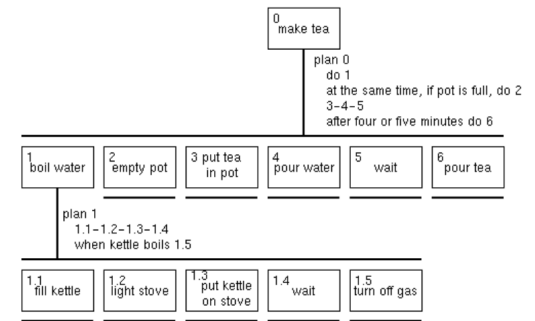 0
make tea
plan 0
do 1
at the same time, if pot is full, do 2
3-4-5
after four or five minutes do 6
1
boil water
2
empty pot
3 put tea
in pot
4
pour water
5
wait
6
pour tea
plan 1
1.1-1.2-1.3-1.4
when kettle boils 1.5
1.1
fill kettle
1.2
light stove
1.3
put kettle
on stove
1.4
wait
1.5
turn off gas